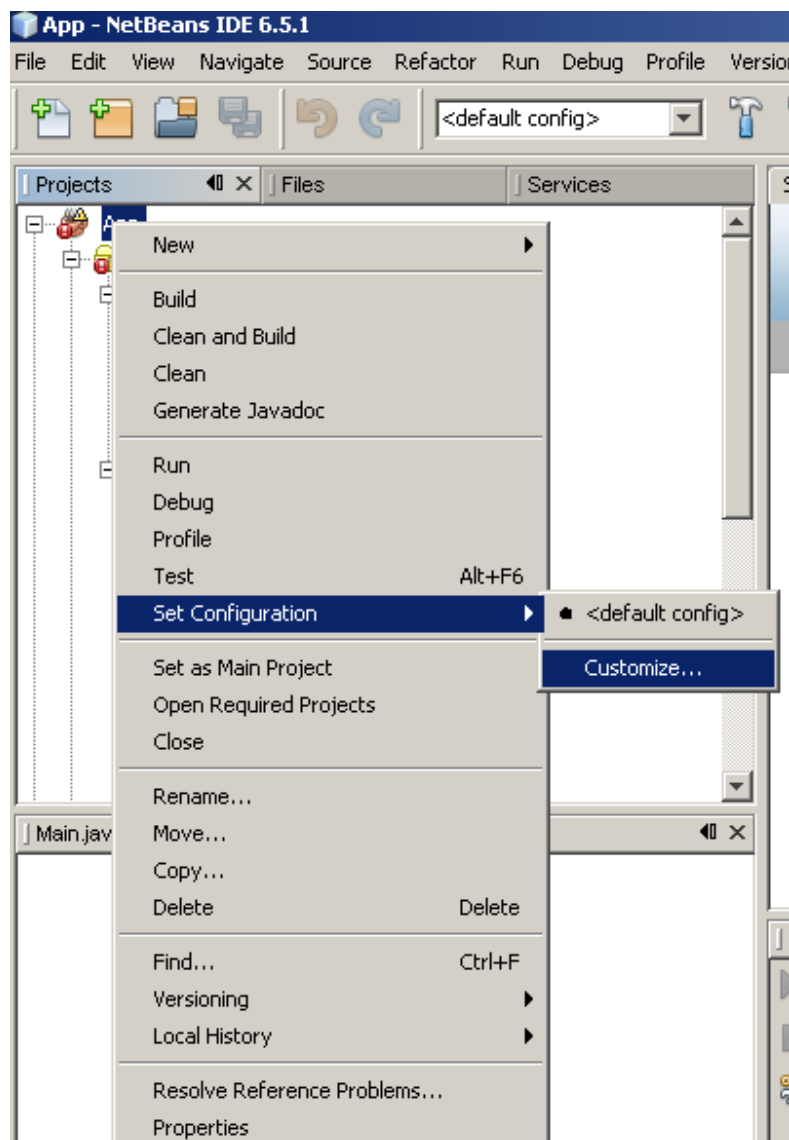 App - NetBeans IDE 6.5.1
File Edit View Navigate Source Refactor Run Debug Profile
<default config>
Projects Files Services
New
Build
Clean and Build
Clean
Generate Javadoc
Run
Debug
Profile
Test Alt+F6
Set Configuration <default config>
Set as Main Project Customize...
Open Required Projects
Close
Rename...
Main.jav Move...
Copy...
Delete Delete
Find... Ctrl+F
Versioning
Local History
Resolve Reference Problems...
Properties